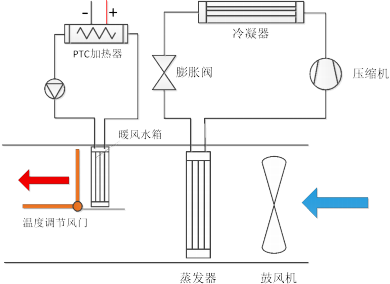 - +
冷凝器
PTC加热器
膨胀阀
压缩机
暖风水箱
温度调节风门
蒸发器
鼓风机